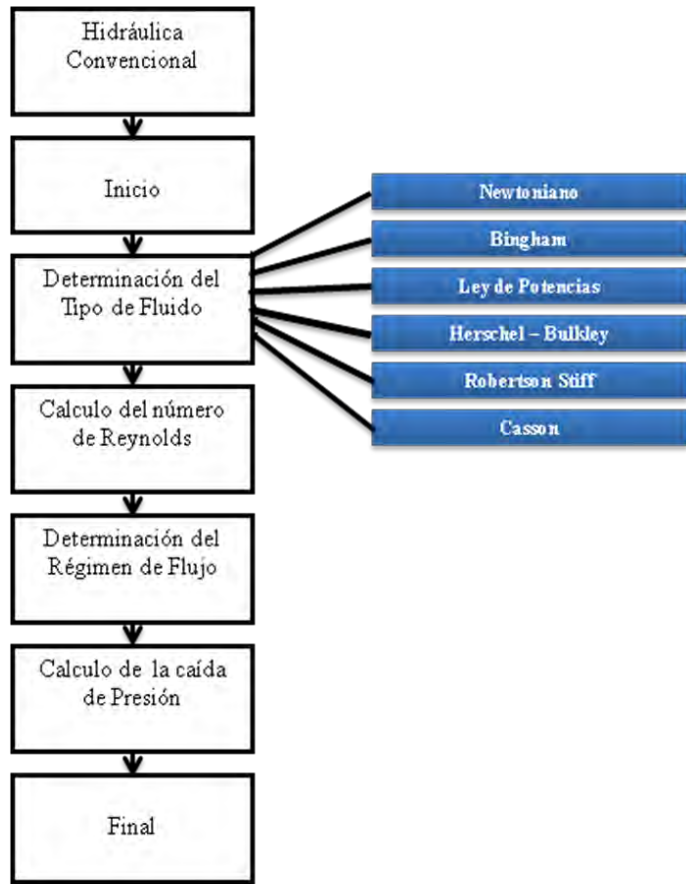 Hidráulica
Convencional
Inicio
Determinación del
Tipo de Fluido
Newtoniano
Bingham
Ley de Potencias
Herschel – Bulkley
Robertson Stiff
Casson
Calculo del número
de Reynolds
Determinación del
Régimen de Flujo
Calculo de la caída
de Presión
Final